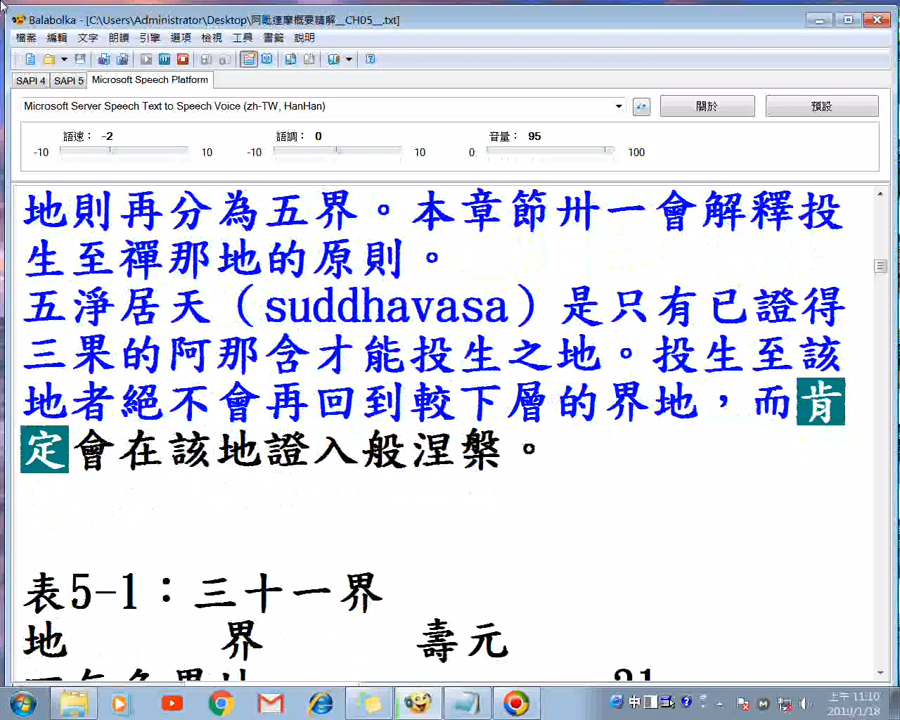 Balabolka - [C:\Users\Administrator\Desktop\阿毗達摩概要精解__CH05__.txt]
檔案 編輯 文字 朗讀 引擎 選項 檢視 工具 書籤 說明
SAPI 4 SAPI 5 Microsoft Speech Platform
Microsoft Server Speech Text to Speech Voice (zh-TW, HanHan) 關於 預設
語速： -2 語調： 0 音量： 95
-10 10 -10 10 0 100
地則再分為五界。本章節卅一會解釋投
生至禪那地的原則。
五淨居天（suddhavasa）是只有已證得
三果的阿那含才能投生之地。投生至該
地者絕不會再回到較下層的界地，而肯
定會在該地證入般涅槃。
表5-1：三十一界
地 界 壽元
上午 11:10
2019/1/18